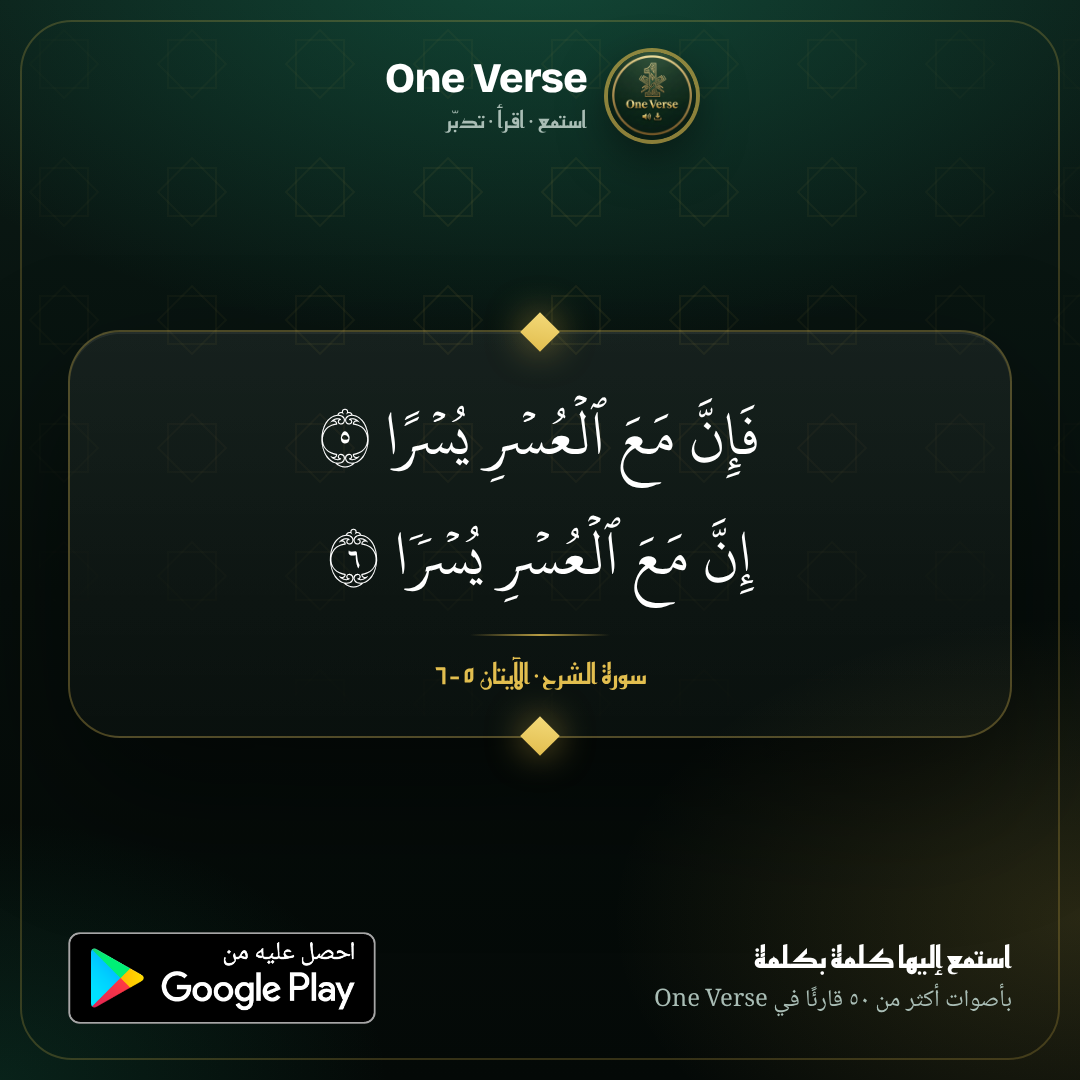 One Verse
استمع · اقرأ · تدبّر
One Verse
فَإِنَّ مَعَ ٱلْعُسْرِ يُسْرًا ٥
إِنَّ مَعَ ٱلْعُسْرِ يُسْرًۭا ٦
سورة الشرح · الآيتان ٥-٦
استمع إليها كلمة بكلمة
بأصوات أكثر من ٥٠ قارئًا في One Verse
احصل عليه من
Google Play